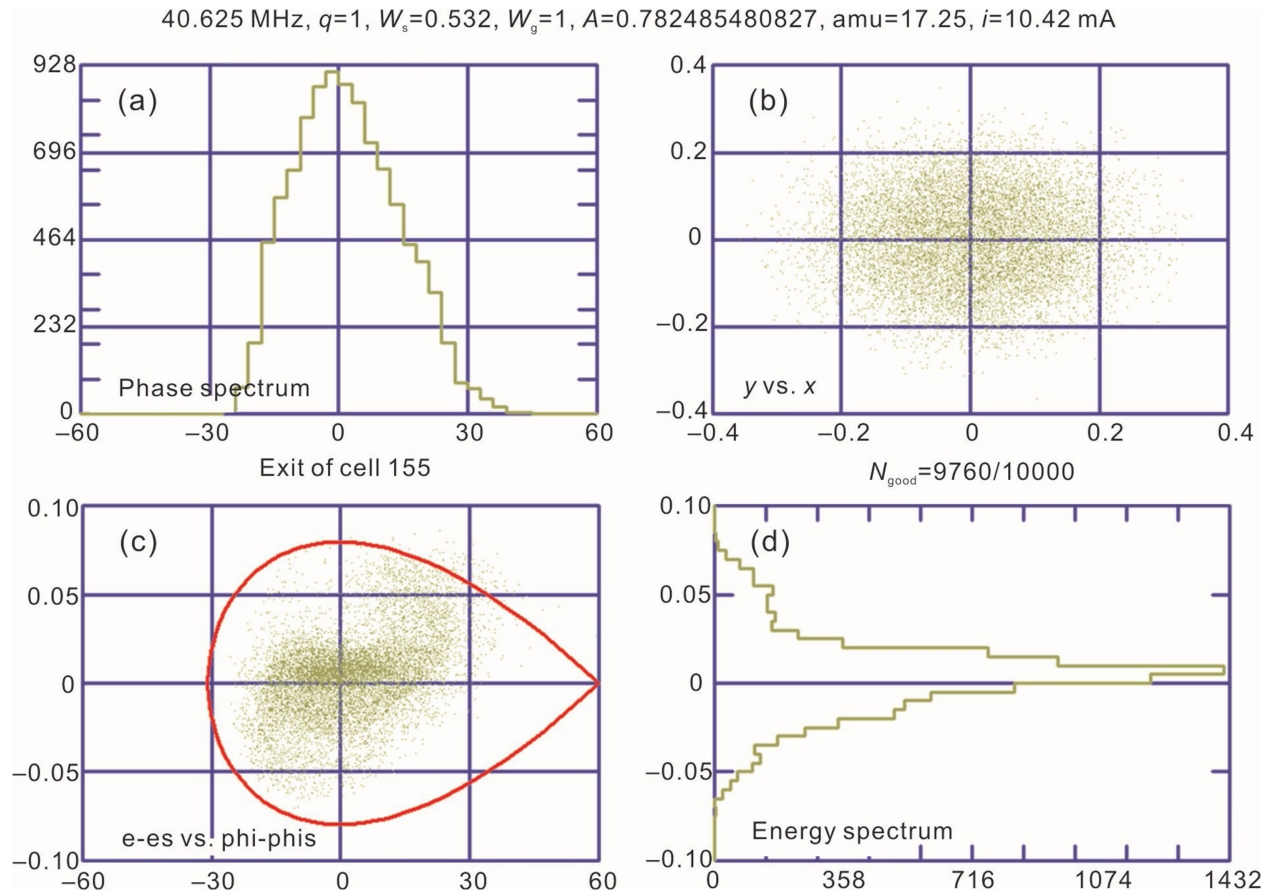 40.625 MHz, q=1, Ws=0.532, Wg=1, A=0.782485480827, amu=17.25, i=10.42 mA
(a)
928
696
464
232
0
Phase spectrum
−60 −30 0 30 60
Exit of cell 155
(b)
0.4
0.2
0
−0.2
−0.4
y vs. x
−0.4 −0.2 0 0.2 0.4
Ngood=9760/10000
(c)
0.10
0.05
0
−0.05
−0.10
e-es vs. phi-phis
−60 −30 0 30 60
(d)
0.10
0.05
0
−0.05
−0.10
Energy spectrum
0 358 716 1074 1432